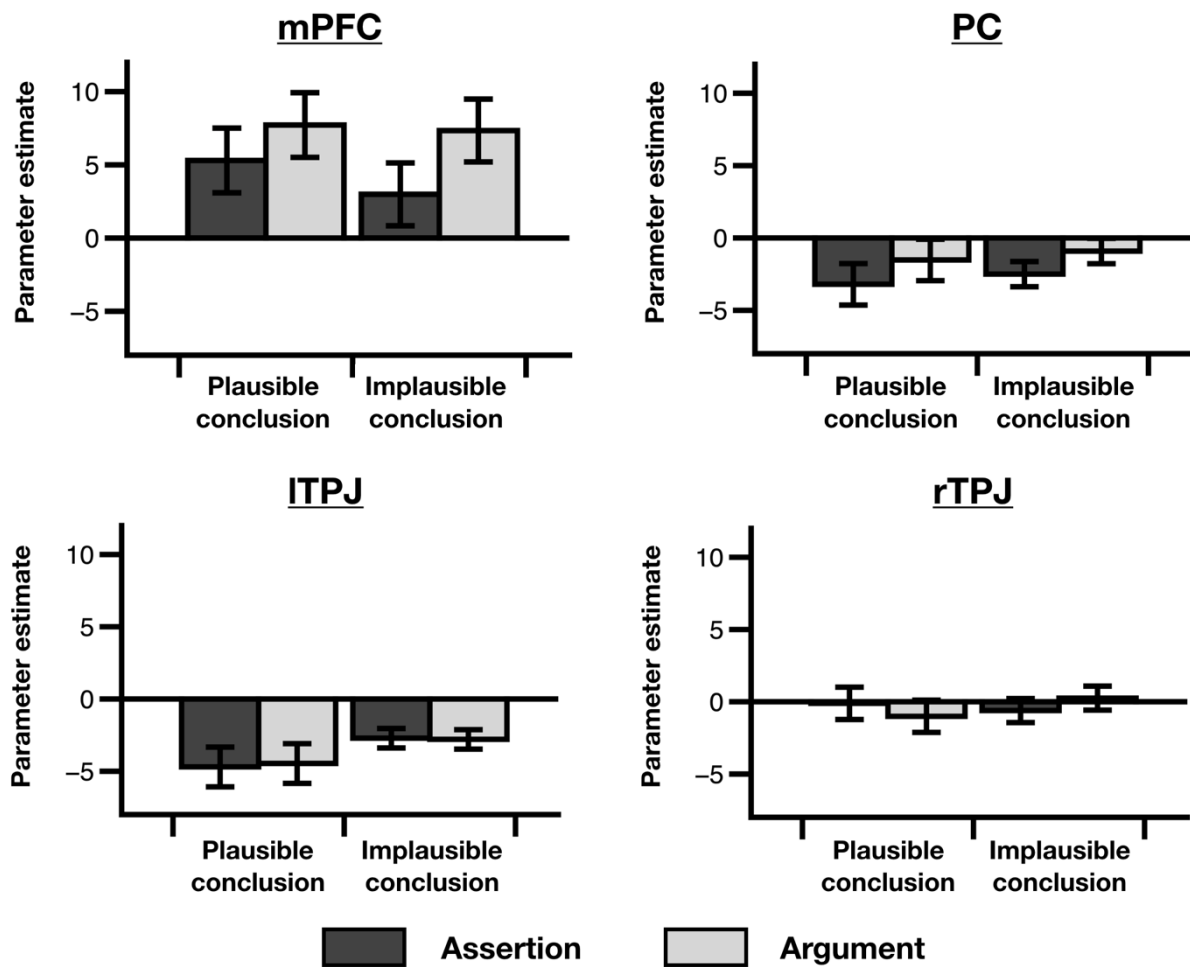 mPFC
Parameter estimate
10
5
0
−5
Plausible
conclusion
Implausible
conclusion
PC
Parameter estimate
10
5
0
−5
Plausible
conclusion
Implausible
conclusion
lTPJ
Parameter estimate
10
5
0
−5
Plausible
conclusion
Implausible
conclusion
rTPJ
Parameter estimate
10
5
0
−5
Plausible
conclusion
Implausible
conclusion
Assertion
Argument